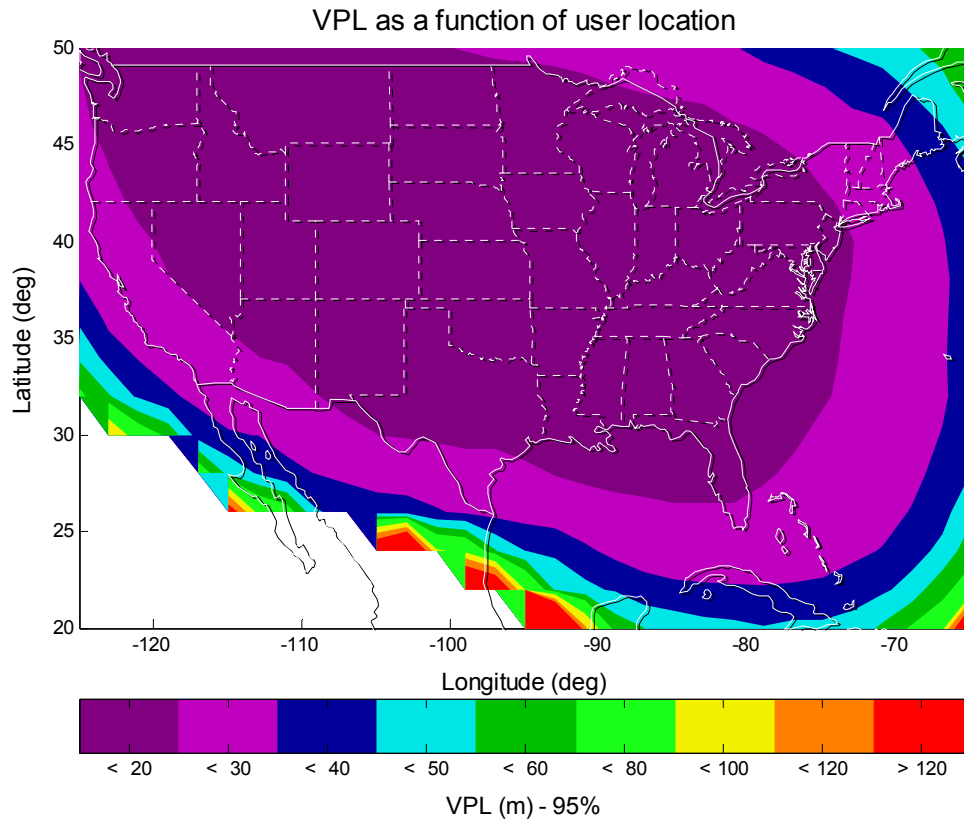 VPL as a function of user location
Latitude (deg)
50
45
40
35
30
25
20
-120 -110 -100 -90 -80 -70
Longitude (deg)
< 20 < 30 < 40 < 50 < 60 < 80 < 100 < 120 > 120
VPL (m) - 95%